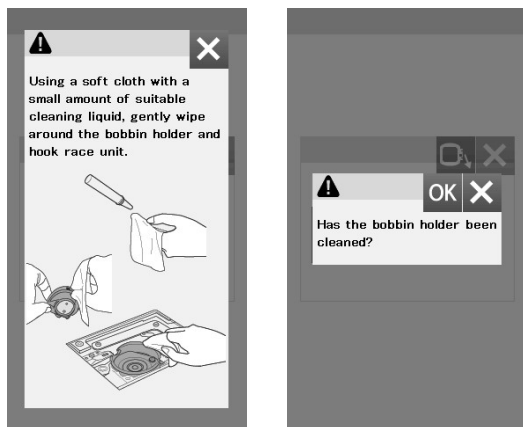 Using a soft cloth with a
small amount of suitable
cleaning liquid, gently wipe
around the bobbin holder and
hook race unit.
OK
Has the bobbin holder been
cleaned?